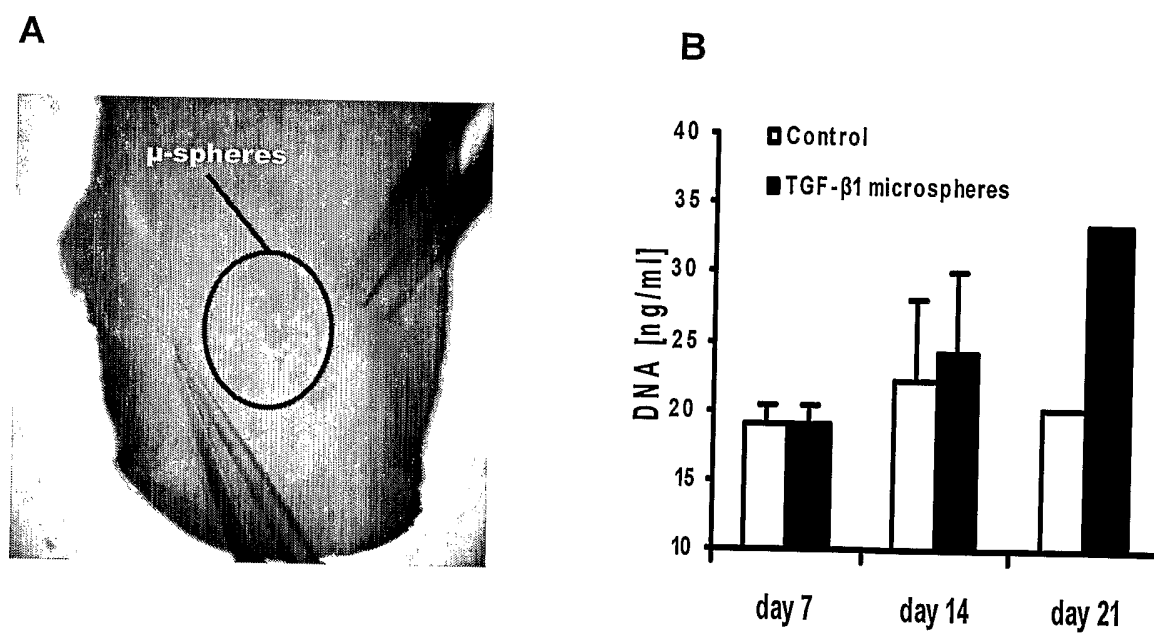 A
B
µ-spheres
Control
TGF-β1 microspheres
DNA [ng/ml]
40
35
30
25
20
15
10
day 7
day 14
day 21